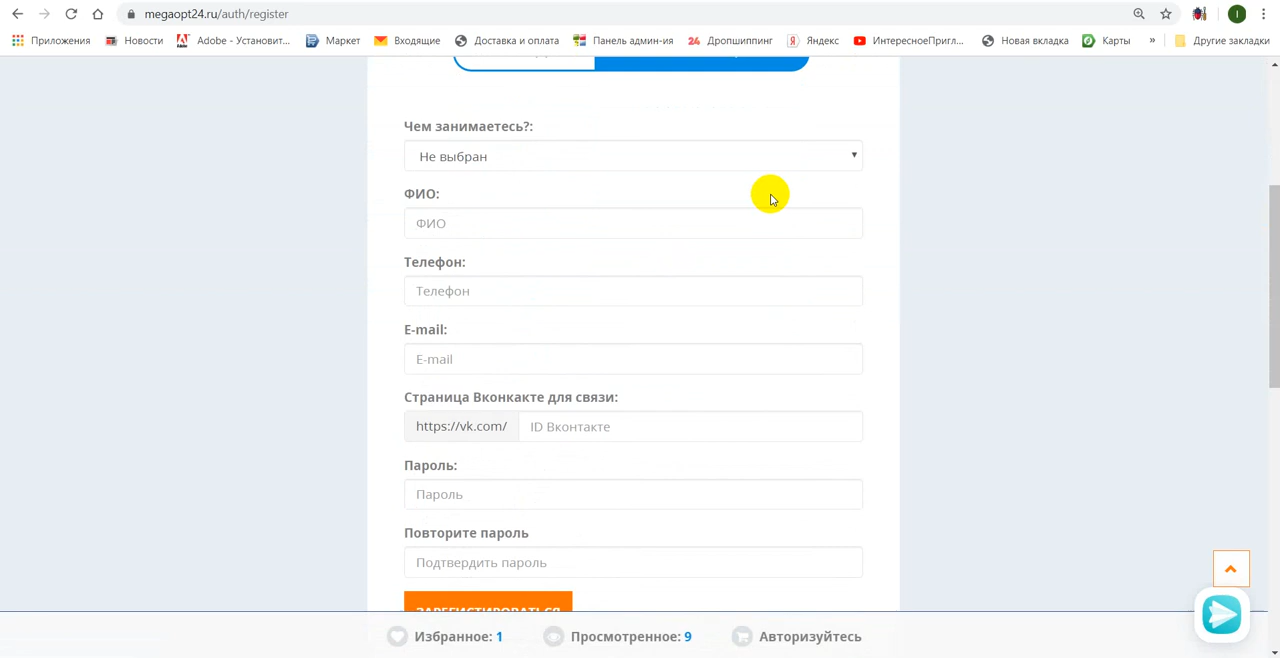 megaopt24.ru/auth/register
Приложения Новости Adobe - Установит... Маркет Входящие Доставка и оплата Панель админ-ия Дропшиппинг Яндекс ИнтересноеПригл... Новая вкладка Карты » Другие закладки
Чем занимаетесь?:
Не выбран
ФИО:
ФИО
Телефон:
Телефон
E-mail:
E-mail
Страница Вконкакте для связи:
https://vk.com/ ID Вконтакте
Пароль:
Пароль
Повторите пароль
Подтвердить пароль
ЗАРЕГИСТИРОВАТЬСЯ
Избранное: 1 Просмотренное: 9 Авторизуйтесь